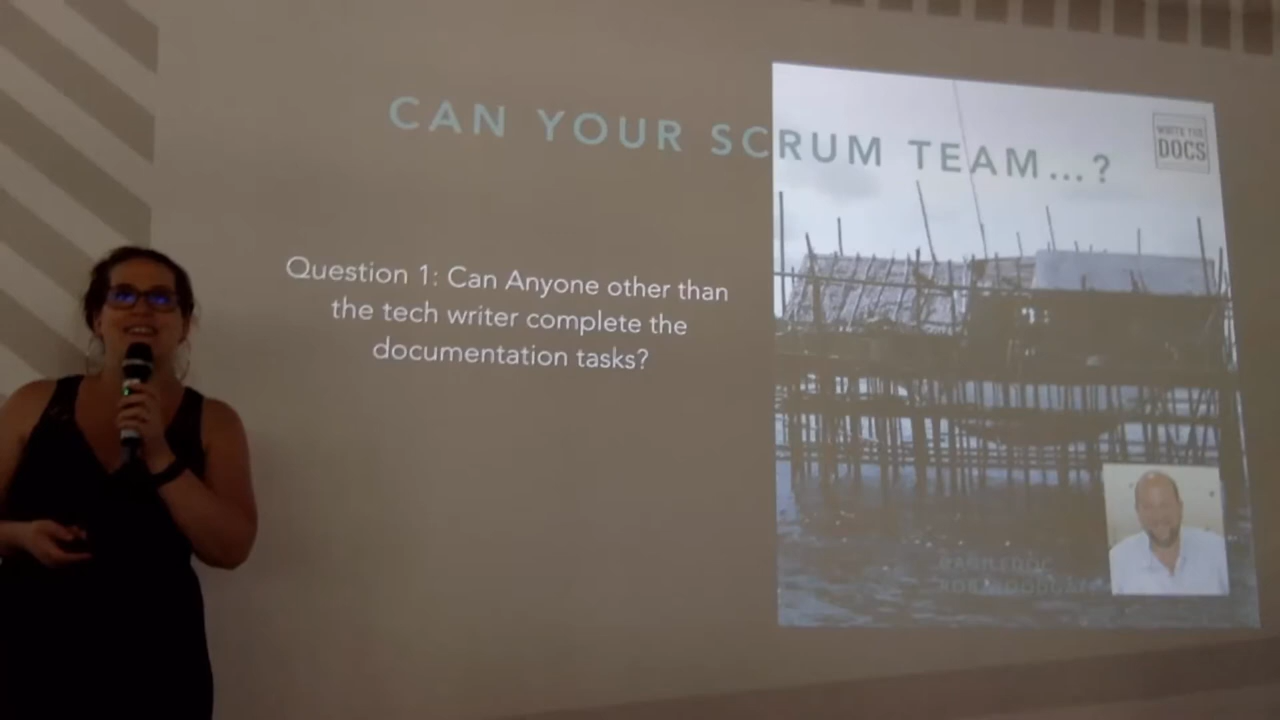 CAN YOUR SCRUM TEAM...?
WRITE THE
DOCS
Question 1: Can Anyone other than
the tech writer complete the
documentation tasks?